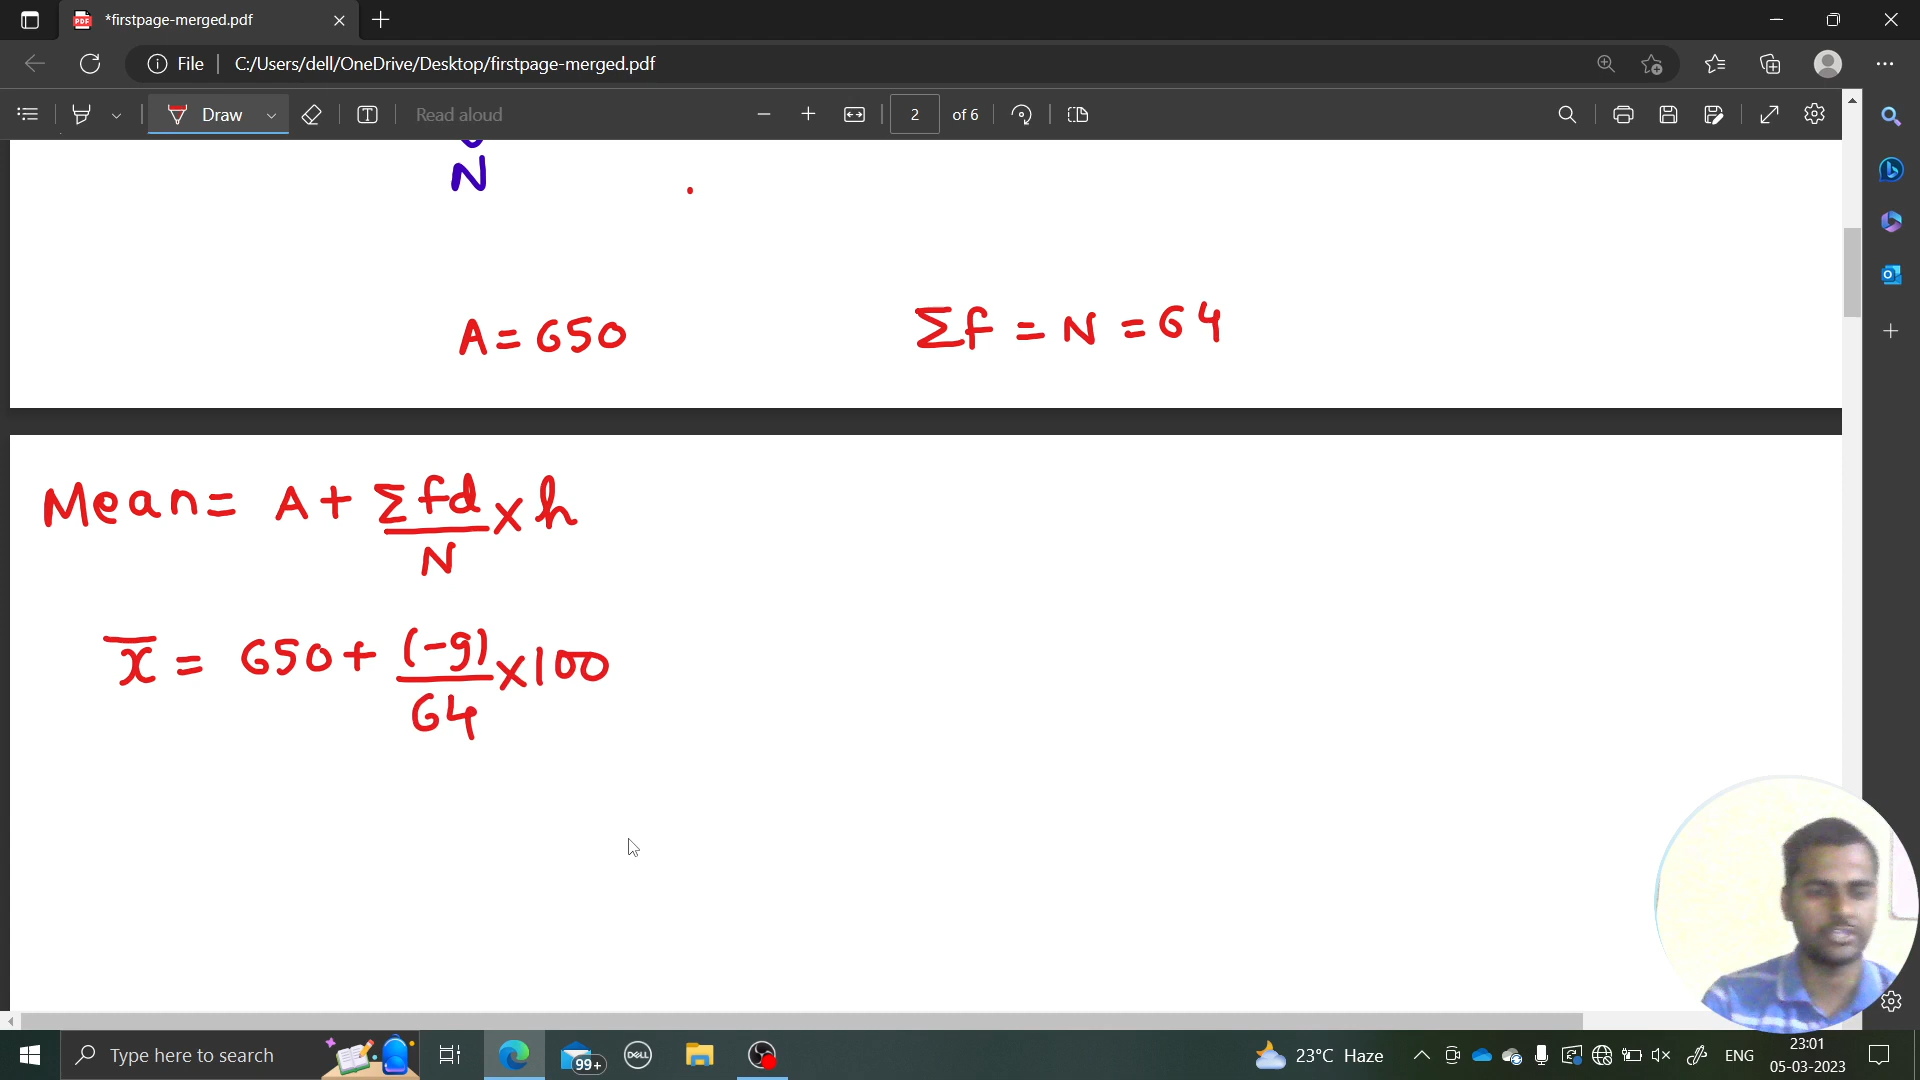 *firstpage-merged.pdf
File | C:/Users/dell/OneDrive/Desktop/firstpage-merged.pdf
Draw
Read aloud
2 of 6
N
A = 650
Σf = N = 64
Mean = A + Σfd/N × h
x̄ = 650 + (-9)/64 × 100
Type here to search
99+
DELL
23°C Haze
ENG
23:01
05-03-2023